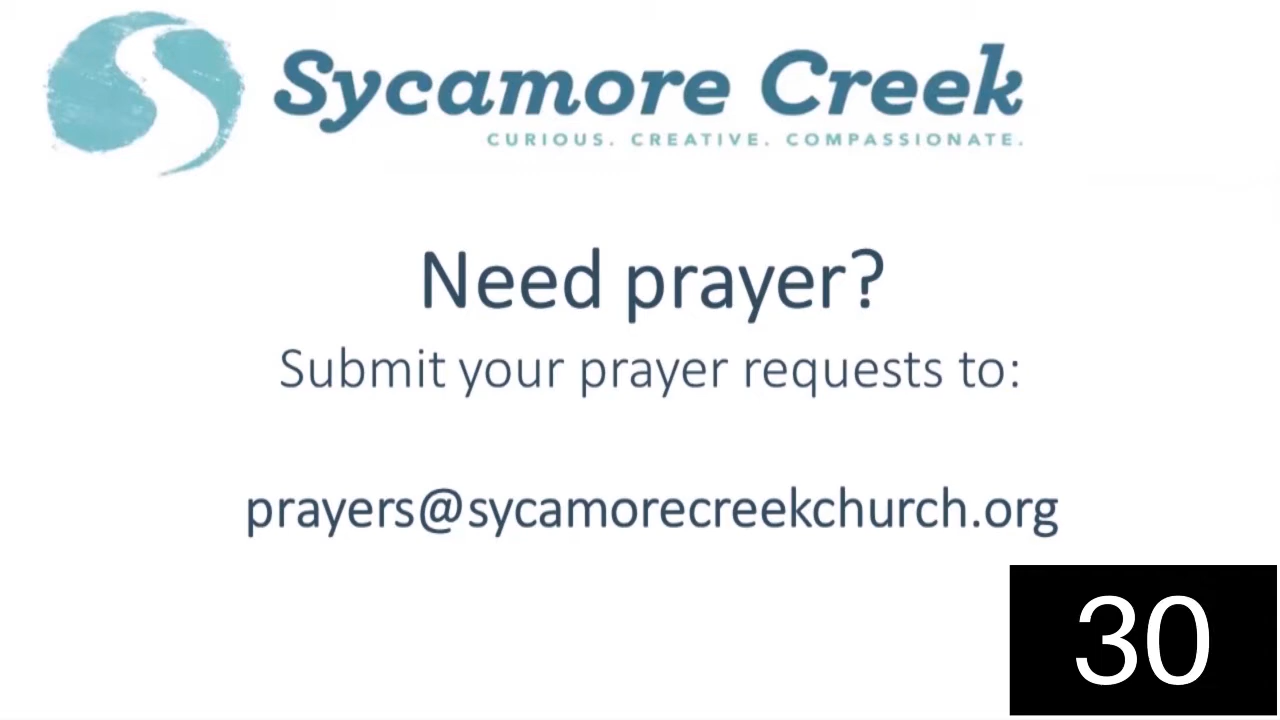 Sycamore Creek
CURIOUS. CREATIVE. COMPASSIONATE.
Need prayer?
Submit your prayer requests to:
prayers@sycamorecreekchurch.org
30